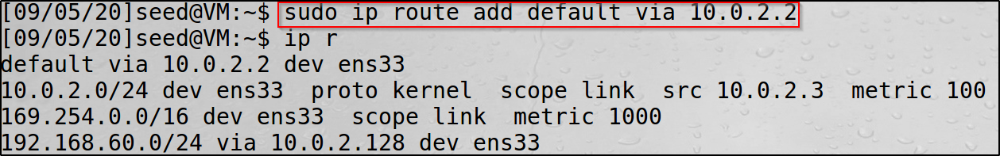 [09/05/20]seed@VM:~$ sudo ip route add default via 10.0.2.2
[09/05/20]seed@VM:~$ ip r
default via 10.0.2.2 dev ens33
10.0.2.0/24 dev ens33  proto kernel  scope link  src 10.0.2.3  metric 100
169.254.0.0/16 dev ens33  scope link  metric 1000
192.168.60.0/24 via 10.0.2.128 dev ens33